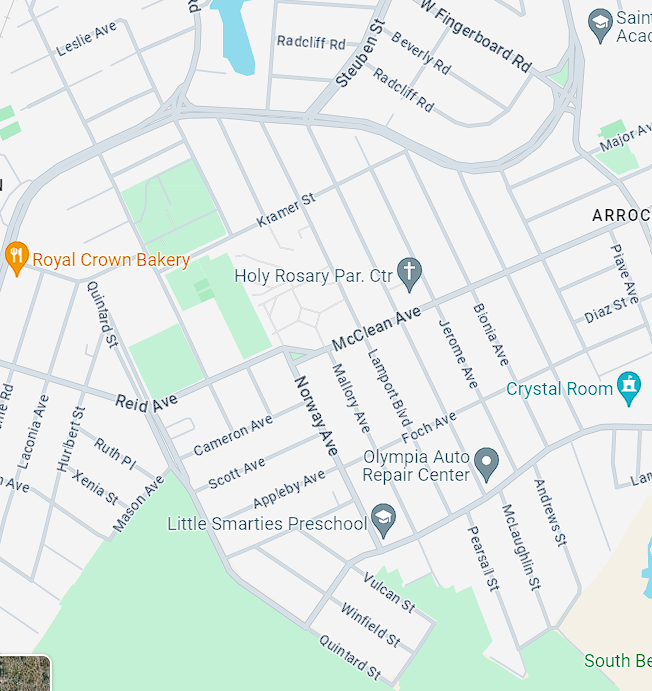 W Fingerboard Rd
Saint
Acad
Leslie Ave
Rd
Radcliff Rd
Steuben St
Beverly Rd
Radcliff Rd
Major Ave
Kramer St
ARROC
N
Royal Crown Bakery
Holy Rosary Par. Ctr
Piave Ave
Quintard St
McClean Ave
Bionia Ave
Diaz St
Jerome Ave
Lamport Blvd
Mallory Ave
Norway Ave
Crystal Room
Reid Ave
Laconia Ave
Hurlbert St
Cameron Ave
Foch Ave
Ruth Pl
Scott Ave
Olympia Auto
Repair Center
Xenia St
Appleby Ave
Mason Ave
Little Smarties Preschool
Andrews St
McLaughlin St
Pearsall St
Vulcan St
Winfield St
Quintard St
South Be